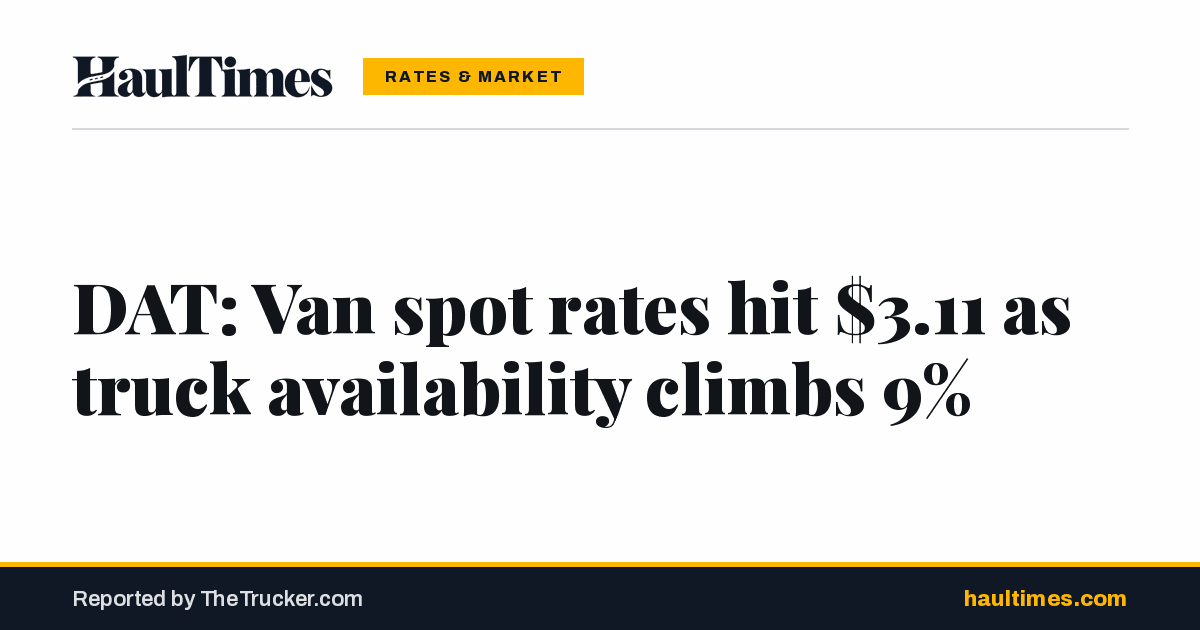 HaulTimes
RATES & MARKET
DAT: Van spot rates hit $3.11 as
truck availability climbs 9%
Reported by TheTrucker.com
haultimes.com